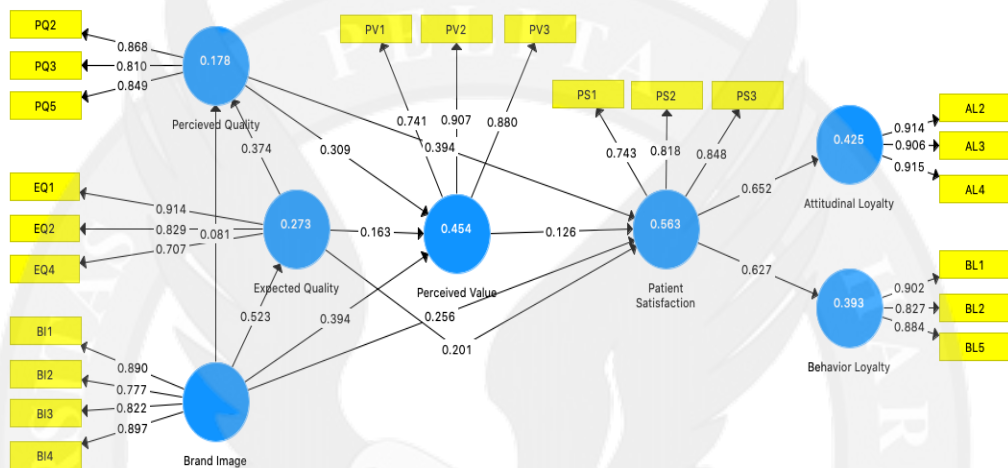 PQ2
PQ3
PQ5
0.868
0.810
0.849
0.178
Percieved Quality
PV1
PV2
PV3
0.741
0.907
0.880
0.394
0.309
0.374
PS1
PS2
PS3
0.743
0.818
0.848
AL2
AL3
AL4
0.914
0.906
0.915
0.425
Attitudinal Loyalty
0.652
EQ1
EQ2
EQ4
0.914
0.829
0.707
0.081
0.273
Expected Quality
0.163
0.454
Perceived Value
0.126
0.563
Patient
Satisfaction
0.627
0.393
Behavior Loyalty
BL1
BL2
BL5
0.902
0.827
0.884
0.523
0.394
0.256
0.201
BI1
BI2
BI3
BI4
0.890
0.777
0.822
0.897
Brand Image